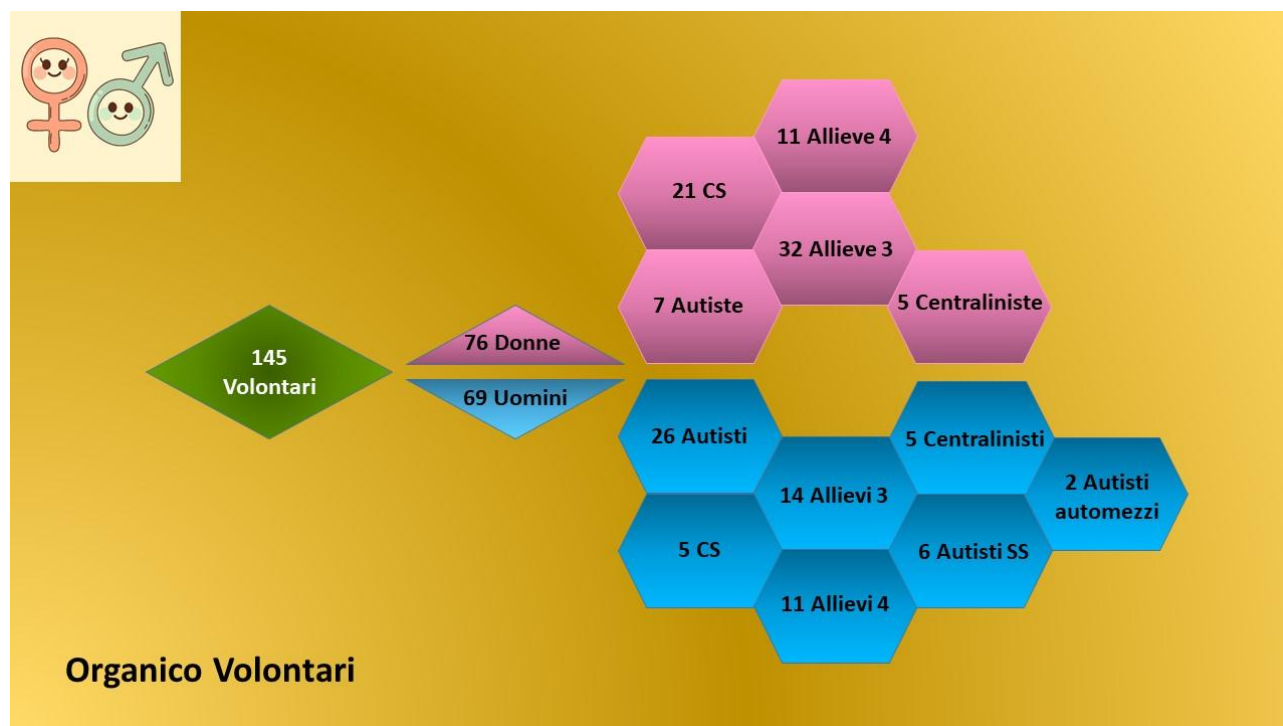 11 Allieve 4
21 CS
32 Allieve 3
7 Autiste
5 Centraliniste
145
Volontari
76 Donne
69 Uomini
26 Autisti
5 Centralinisti
14 Allievi 3
2 Autisti
automezzi
5 CS
6 Autisti SS
11 Allievi 4
Organico Volontari